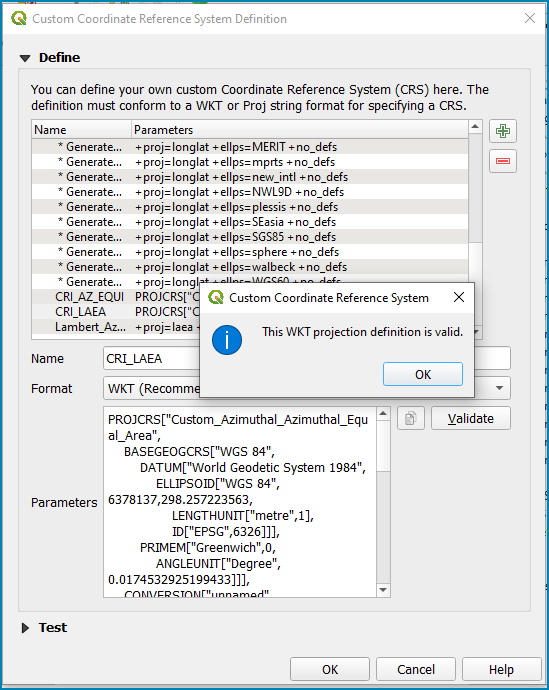 Custom Coordinate Reference System Definition
Define
You can define your own custom Coordinate Reference System (CRS) here. The
definition must conform to a WKT or Proj string format for specifying a CRS.
Name Parameters
* Generate... +proj=longlat +ellps=MERIT +no_defs
* Generate... +proj=longlat +ellps=mprts +no_defs
* Generate... +proj=longlat +ellps=new_intl +no_defs
* Generate... +proj=longlat +ellps=NWL9D +no_defs
* Generate... +proj=longlat +ellps=plessis +no_defs
* Generate... +proj=longlat +ellps=SEasia +no_defs
* Generate... +proj=longlat +ellps=SGS85 +no_defs
* Generate... +proj=longlat +ellps=sphere +no_defs
* Generate... +proj=longlat +ellps=walbeck +no_defs
* Generate... +proj=longlat +ellps=WGS60 +no_defs
CRI_AZ_EQUI PROJCRS["C
CRI_LAEA PROJCRS["C
Lambert_Az... +proj=laea +
Custom Coordinate Reference System
This WKT projection definition is valid.
OK
Name CRI_LAEA
Format WKT (Recomme
Parameters
PROJCRS["Custom_Azimuthal_Azimuthal_Equ
al_Area",
BASEGEOGCRS["WGS 84",
DATUM["World Geodetic System 1984",
ELLIPSOID["WGS 84",
6378137,298.257223563,
LENGTHUNIT["metre",1],
ID["EPSG",6326]]],
PRIMEM["Greenwich",0,
ANGLEUNIT["Degree",
0.0174532925199433]]],
CONVERSION["unnamed",
Validate
Test
OK Cancel Help